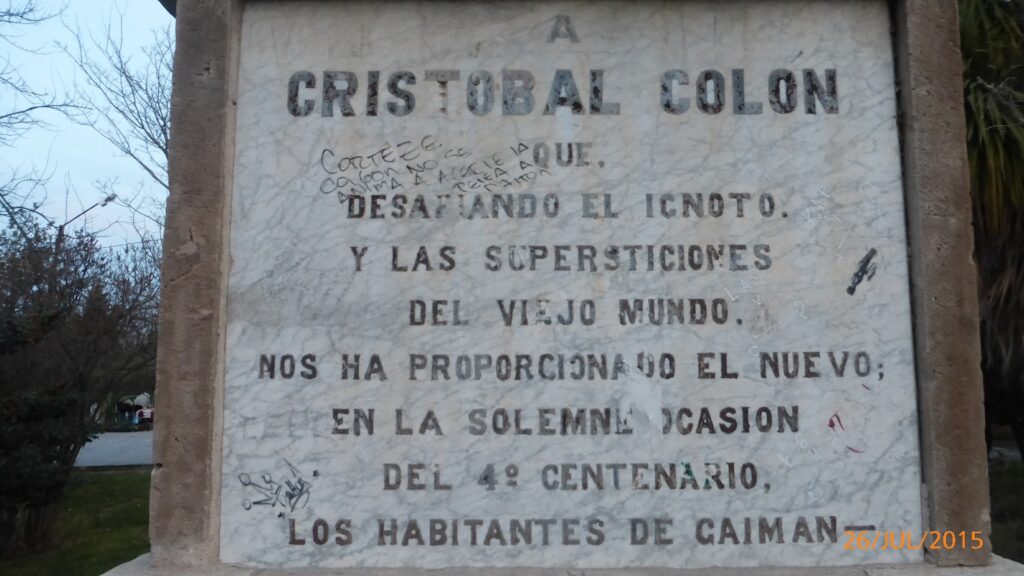 A
CRISTOBAL COLON
QUE,
DESAFIANDO EL IGNOTO.
Y LAS SUPERSTICIONES
DEL VIEJO MUNDO,
NOS HA PROPORCIONADO EL NUEVO;
EN LA SOLEMNE OCASION
DEL 4º CENTENARIO,
LOS HABITANTES DE CAIMAN—
26/JUL/2015